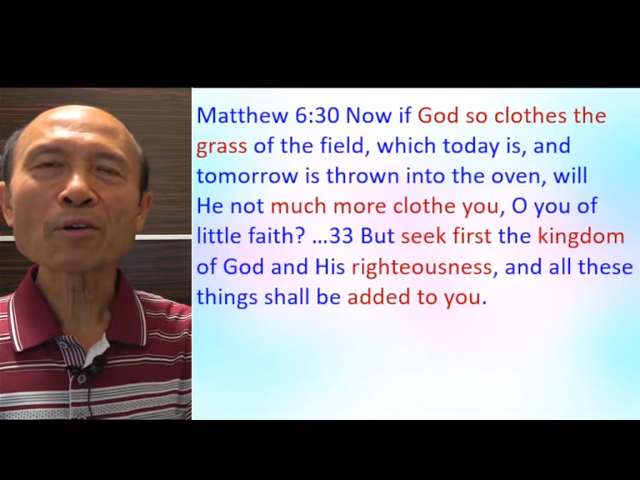 Matthew 6:30 Now if God so clothes the
grass of the field, which today is, and
tomorrow is thrown into the oven, will
He not much more clothe you, O you of
little faith? …33 But seek first the kingdom
of God and His righteousness, and all these
things shall be added to you.